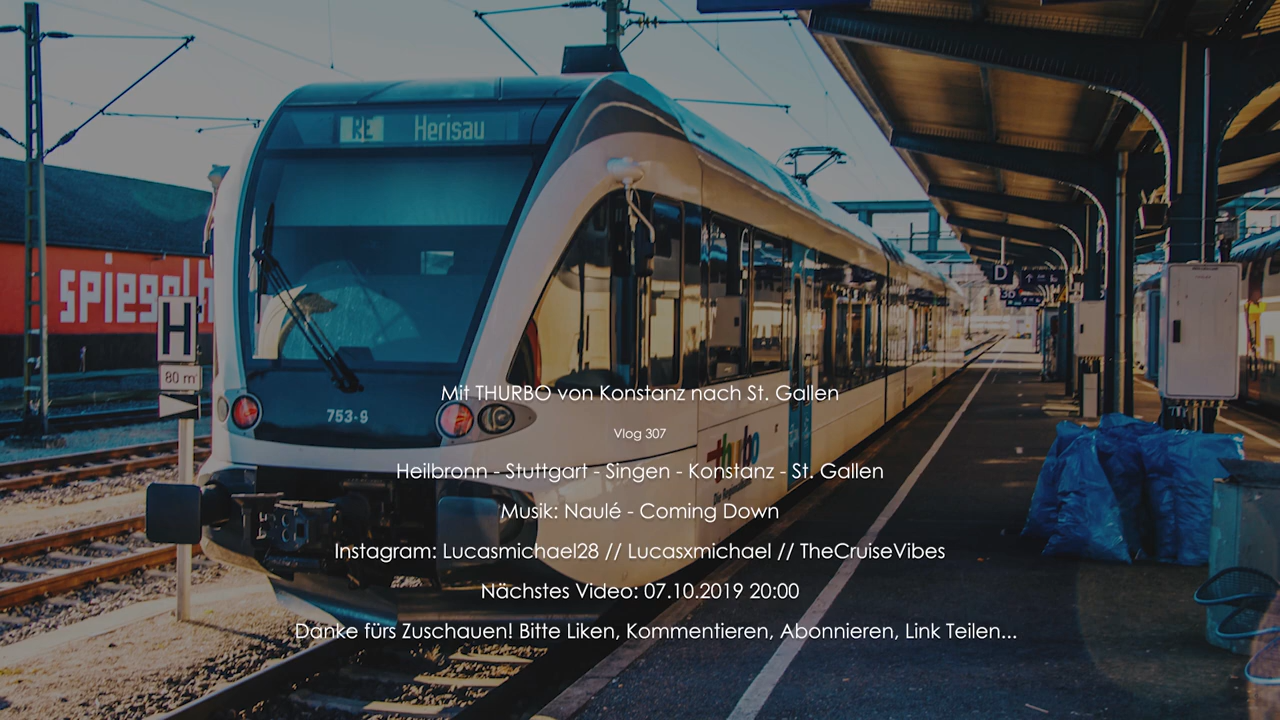 RE Herisau
spiegelh
H
80 m
D
753-9
Mit THURBO von Konstanz nach St. Gallen
thurbo
Vlog 307
Heilbronn - Stuttgart - Singen - Konstanz - St. Gallen
Musik: Naulé - Coming Down
Instagram: Lucasmichael28 // Lucasxmichael // TheCruiseVibes
Nächstes Video: 07.10.2019 20:00
Danke fürs Zuschauen! Bitte Liken, Kommentieren, Abonnieren, Link Teilen...